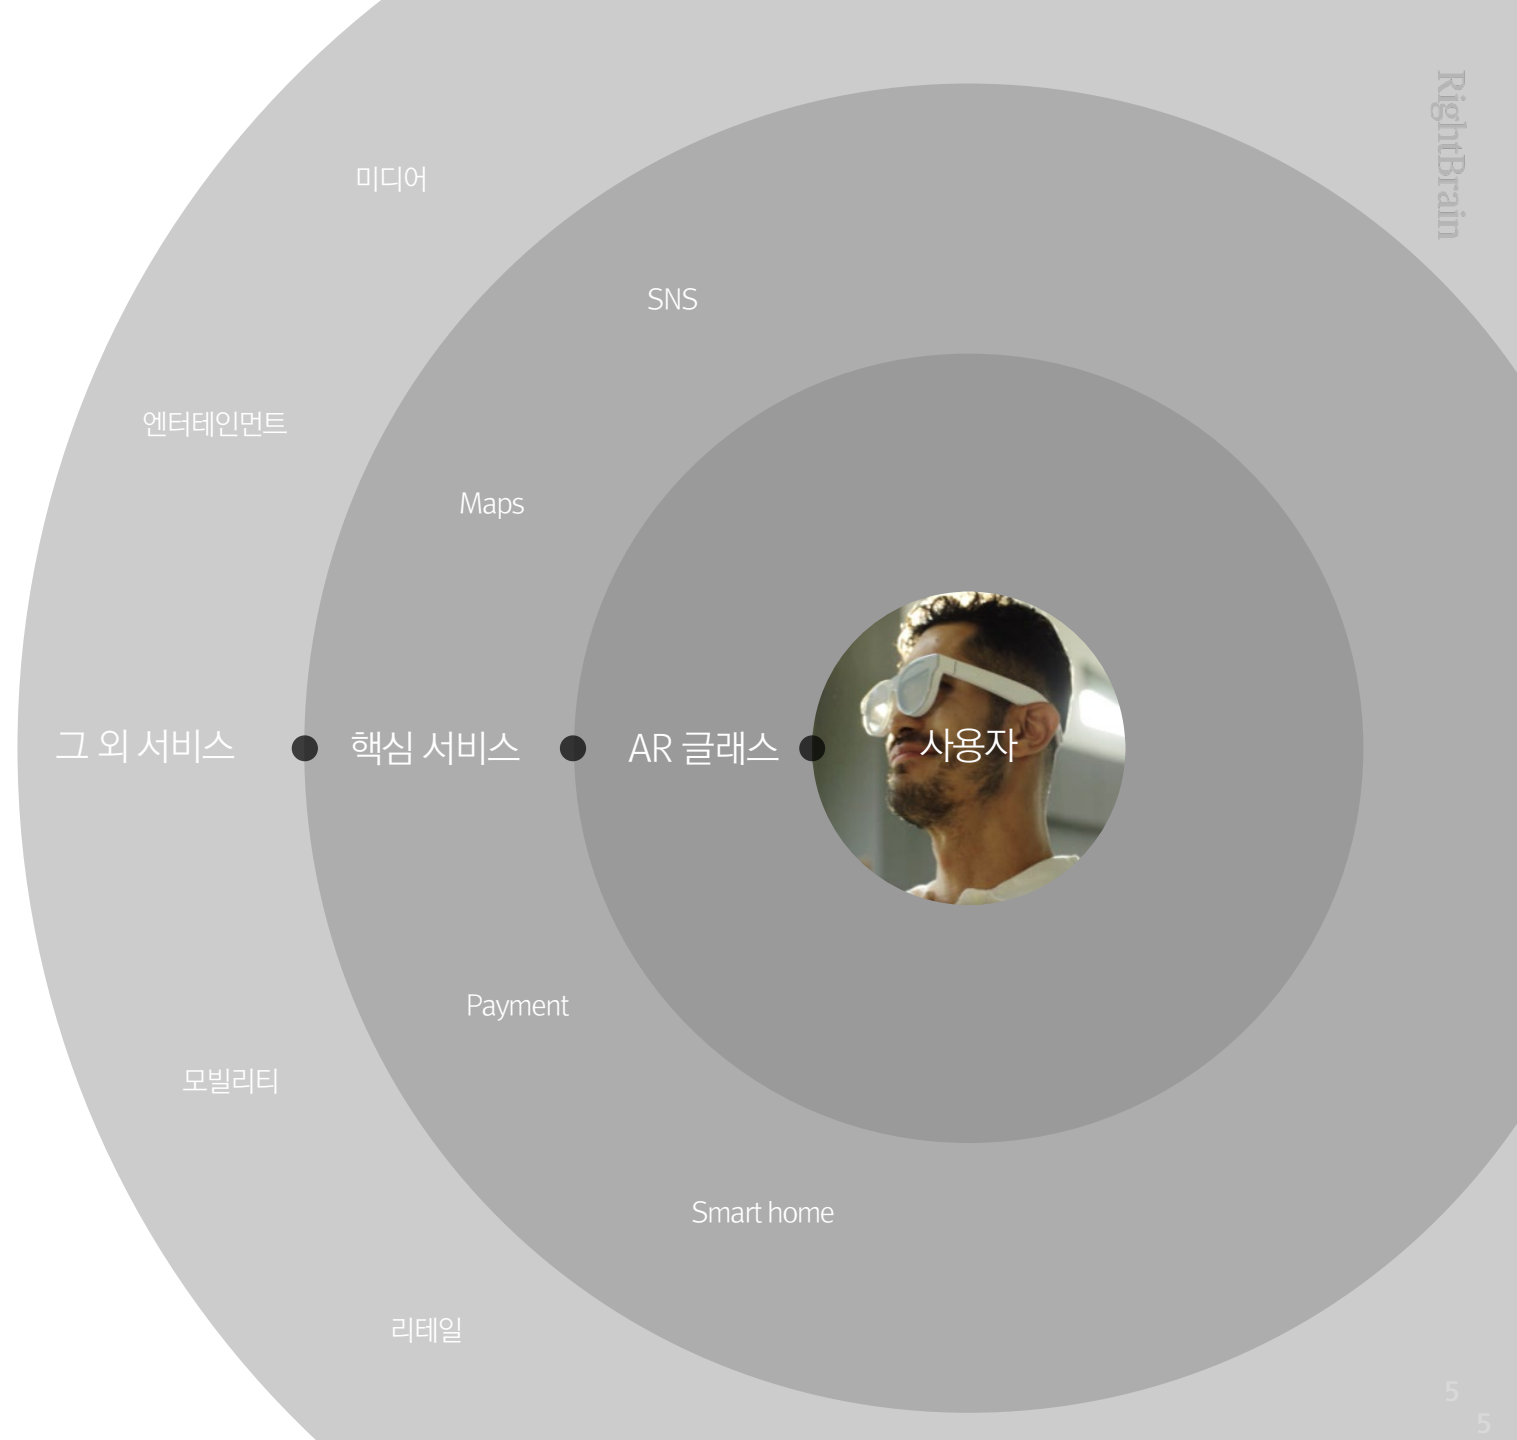 RightBrain
미디어
SNS
엔터테인먼트
Maps
그 외 서비스
핵심 서비스
AR 글래스
사용자
Payment
모빌리티
Smart home
리테일
5
5